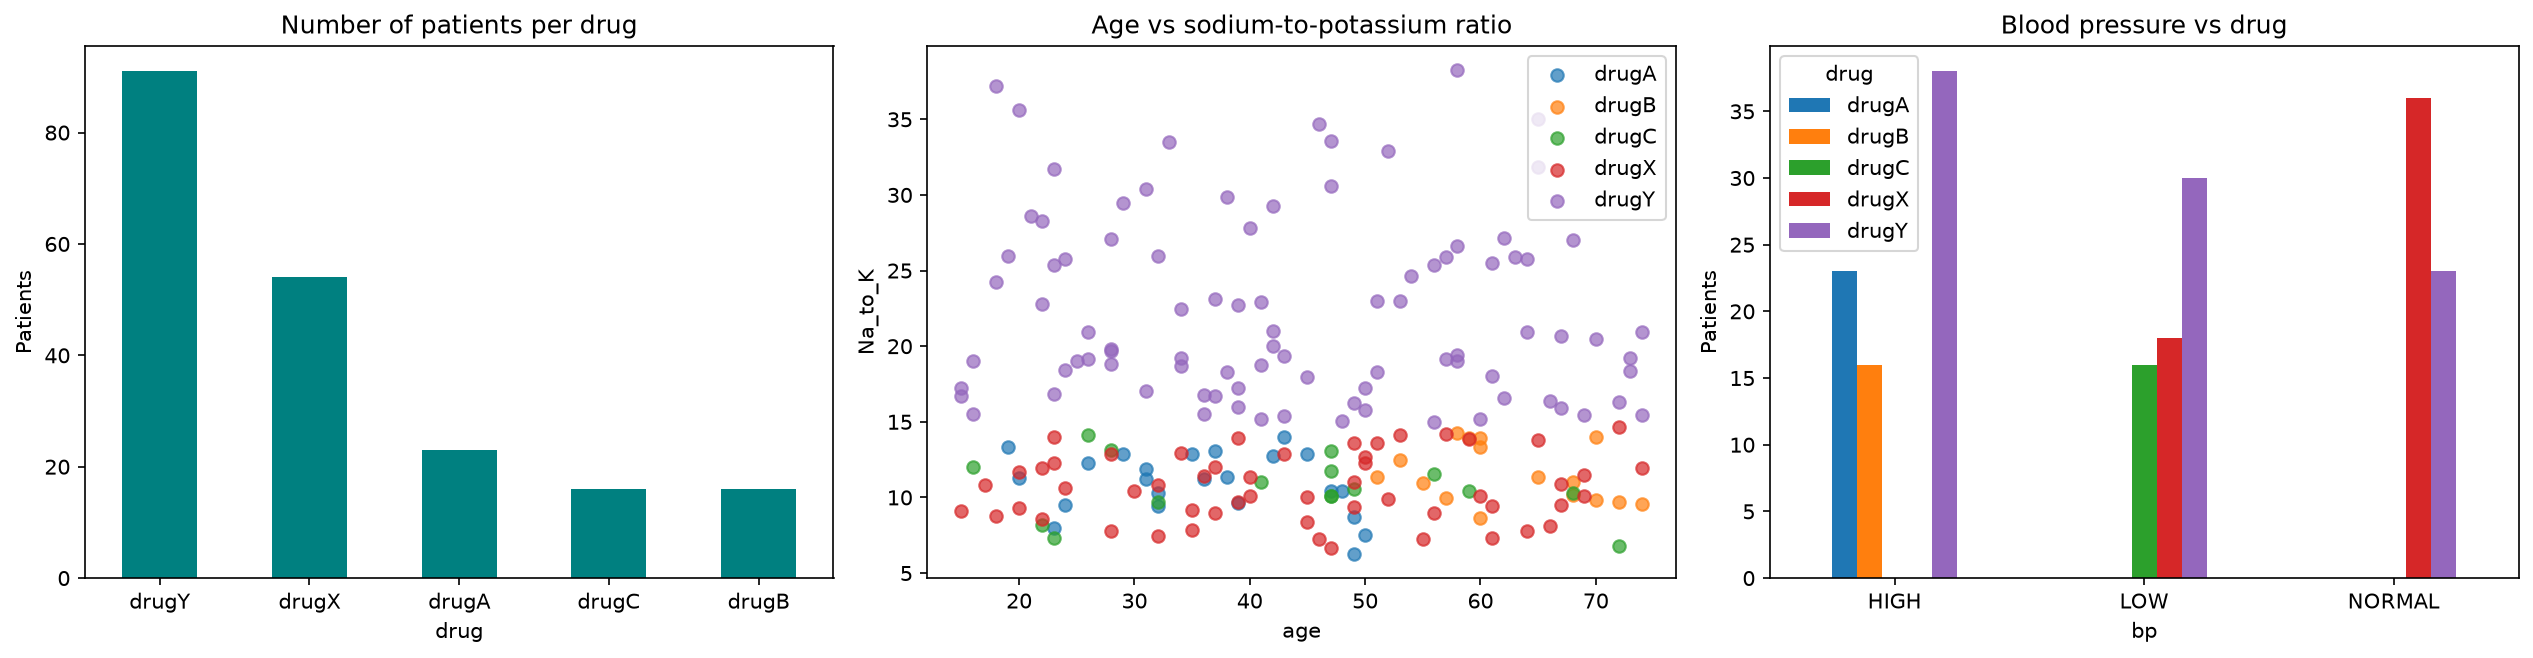 Number of patients per drug
Patients
80
60
40
20
0
drugY drugX drugA drugC drugB
drug
Age vs sodium-to-potassium ratio
Na_to_K
35
30
25
20
15
10
5
drugA
drugB
drugC
drugX
drugY
20 30 40 50 60 70
age
Blood pressure vs drug
Patients
35
30
25
20
15
10
5
0
drug
drugA
drugB
drugC
drugX
drugY
HIGH LOW NORMAL
bp